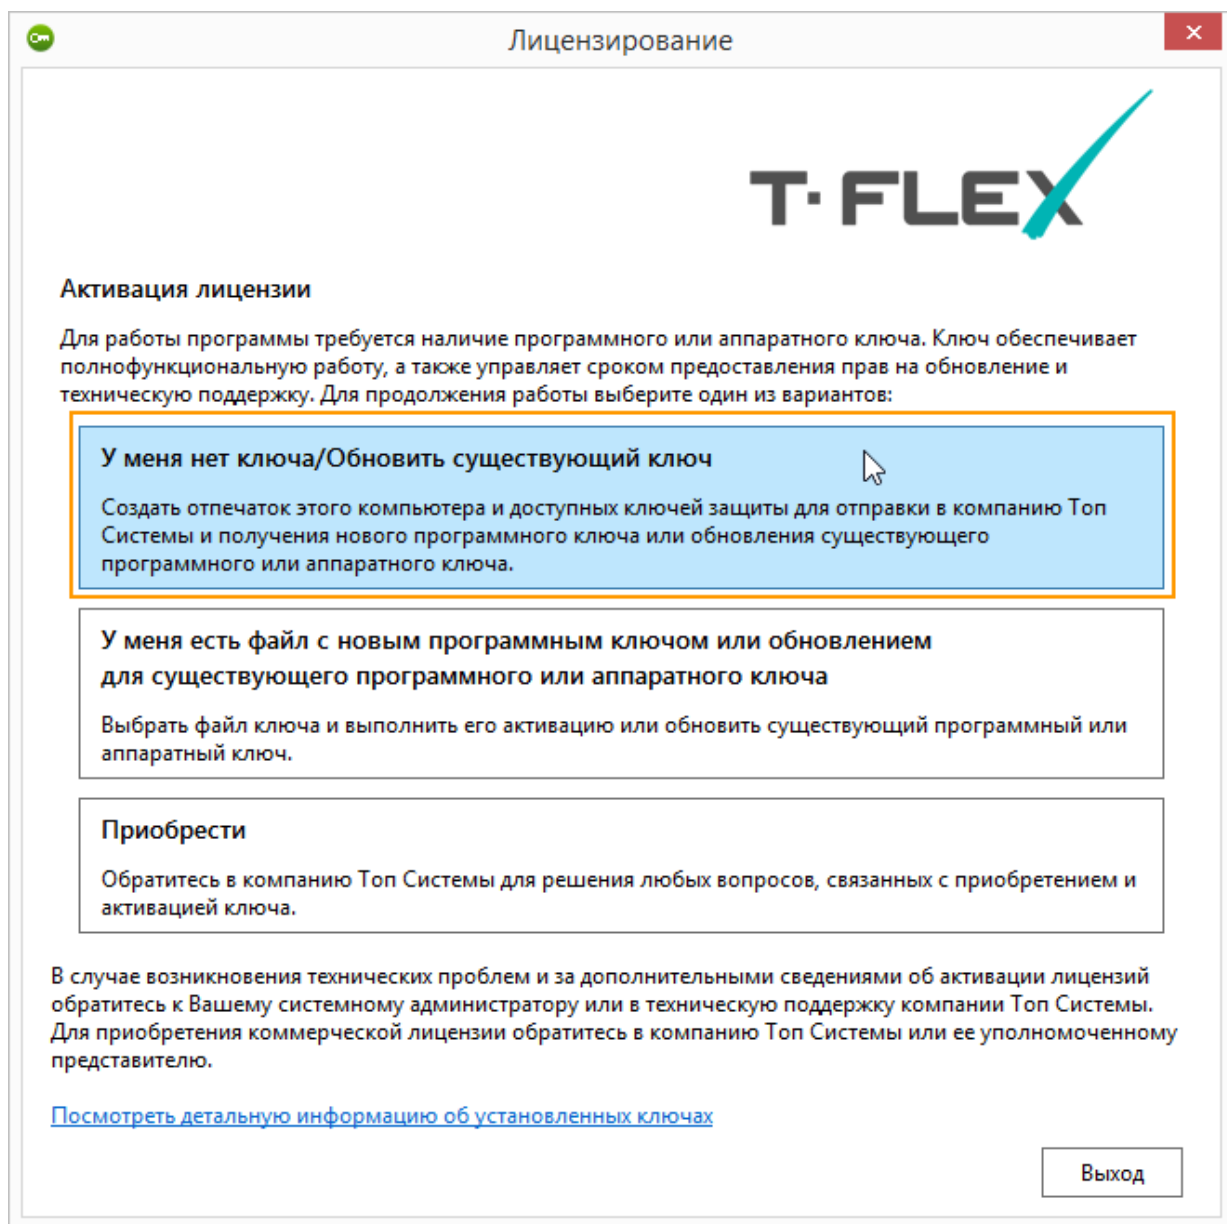 Лицензирование
T·FLEX
Активация лицензии
Для работы программы требуется наличие программного или аппаратного ключа. Ключ обеспечивает
полнофункциональную работу, а также управляет сроком предоставления прав на обновление и
техническую поддержку. Для продолжения работы выберите один из вариантов:
У меня нет ключа/Обновить существующий ключ
Создать отпечаток этого компьютера и доступных ключей защиты для отправки в компанию Топ
Системы и получения нового программного ключа или обновления существующего
программного или аппаратного ключа.
У меня есть файл с новым программным ключом или обновлением
для существующего программного или аппаратного ключа
Выбрать файл ключа и выполнить его активацию или обновить существующий программный или
аппаратный ключ.
Приобрести
Обратитесь в компанию Топ Системы для решения любых вопросов, связанных с приобретением и
активацией ключа.
В случае возникновения технических проблем и за дополнительными сведениями об активации лицензий
обратитесь к Вашему системному администратору или в техническую поддержку компании Топ Системы.
Для приобретения коммерческой лицензии обратитесь в компанию Топ Системы или ее уполномоченному
представителю.
Посмотреть детальную информацию об установленных ключах
Выход